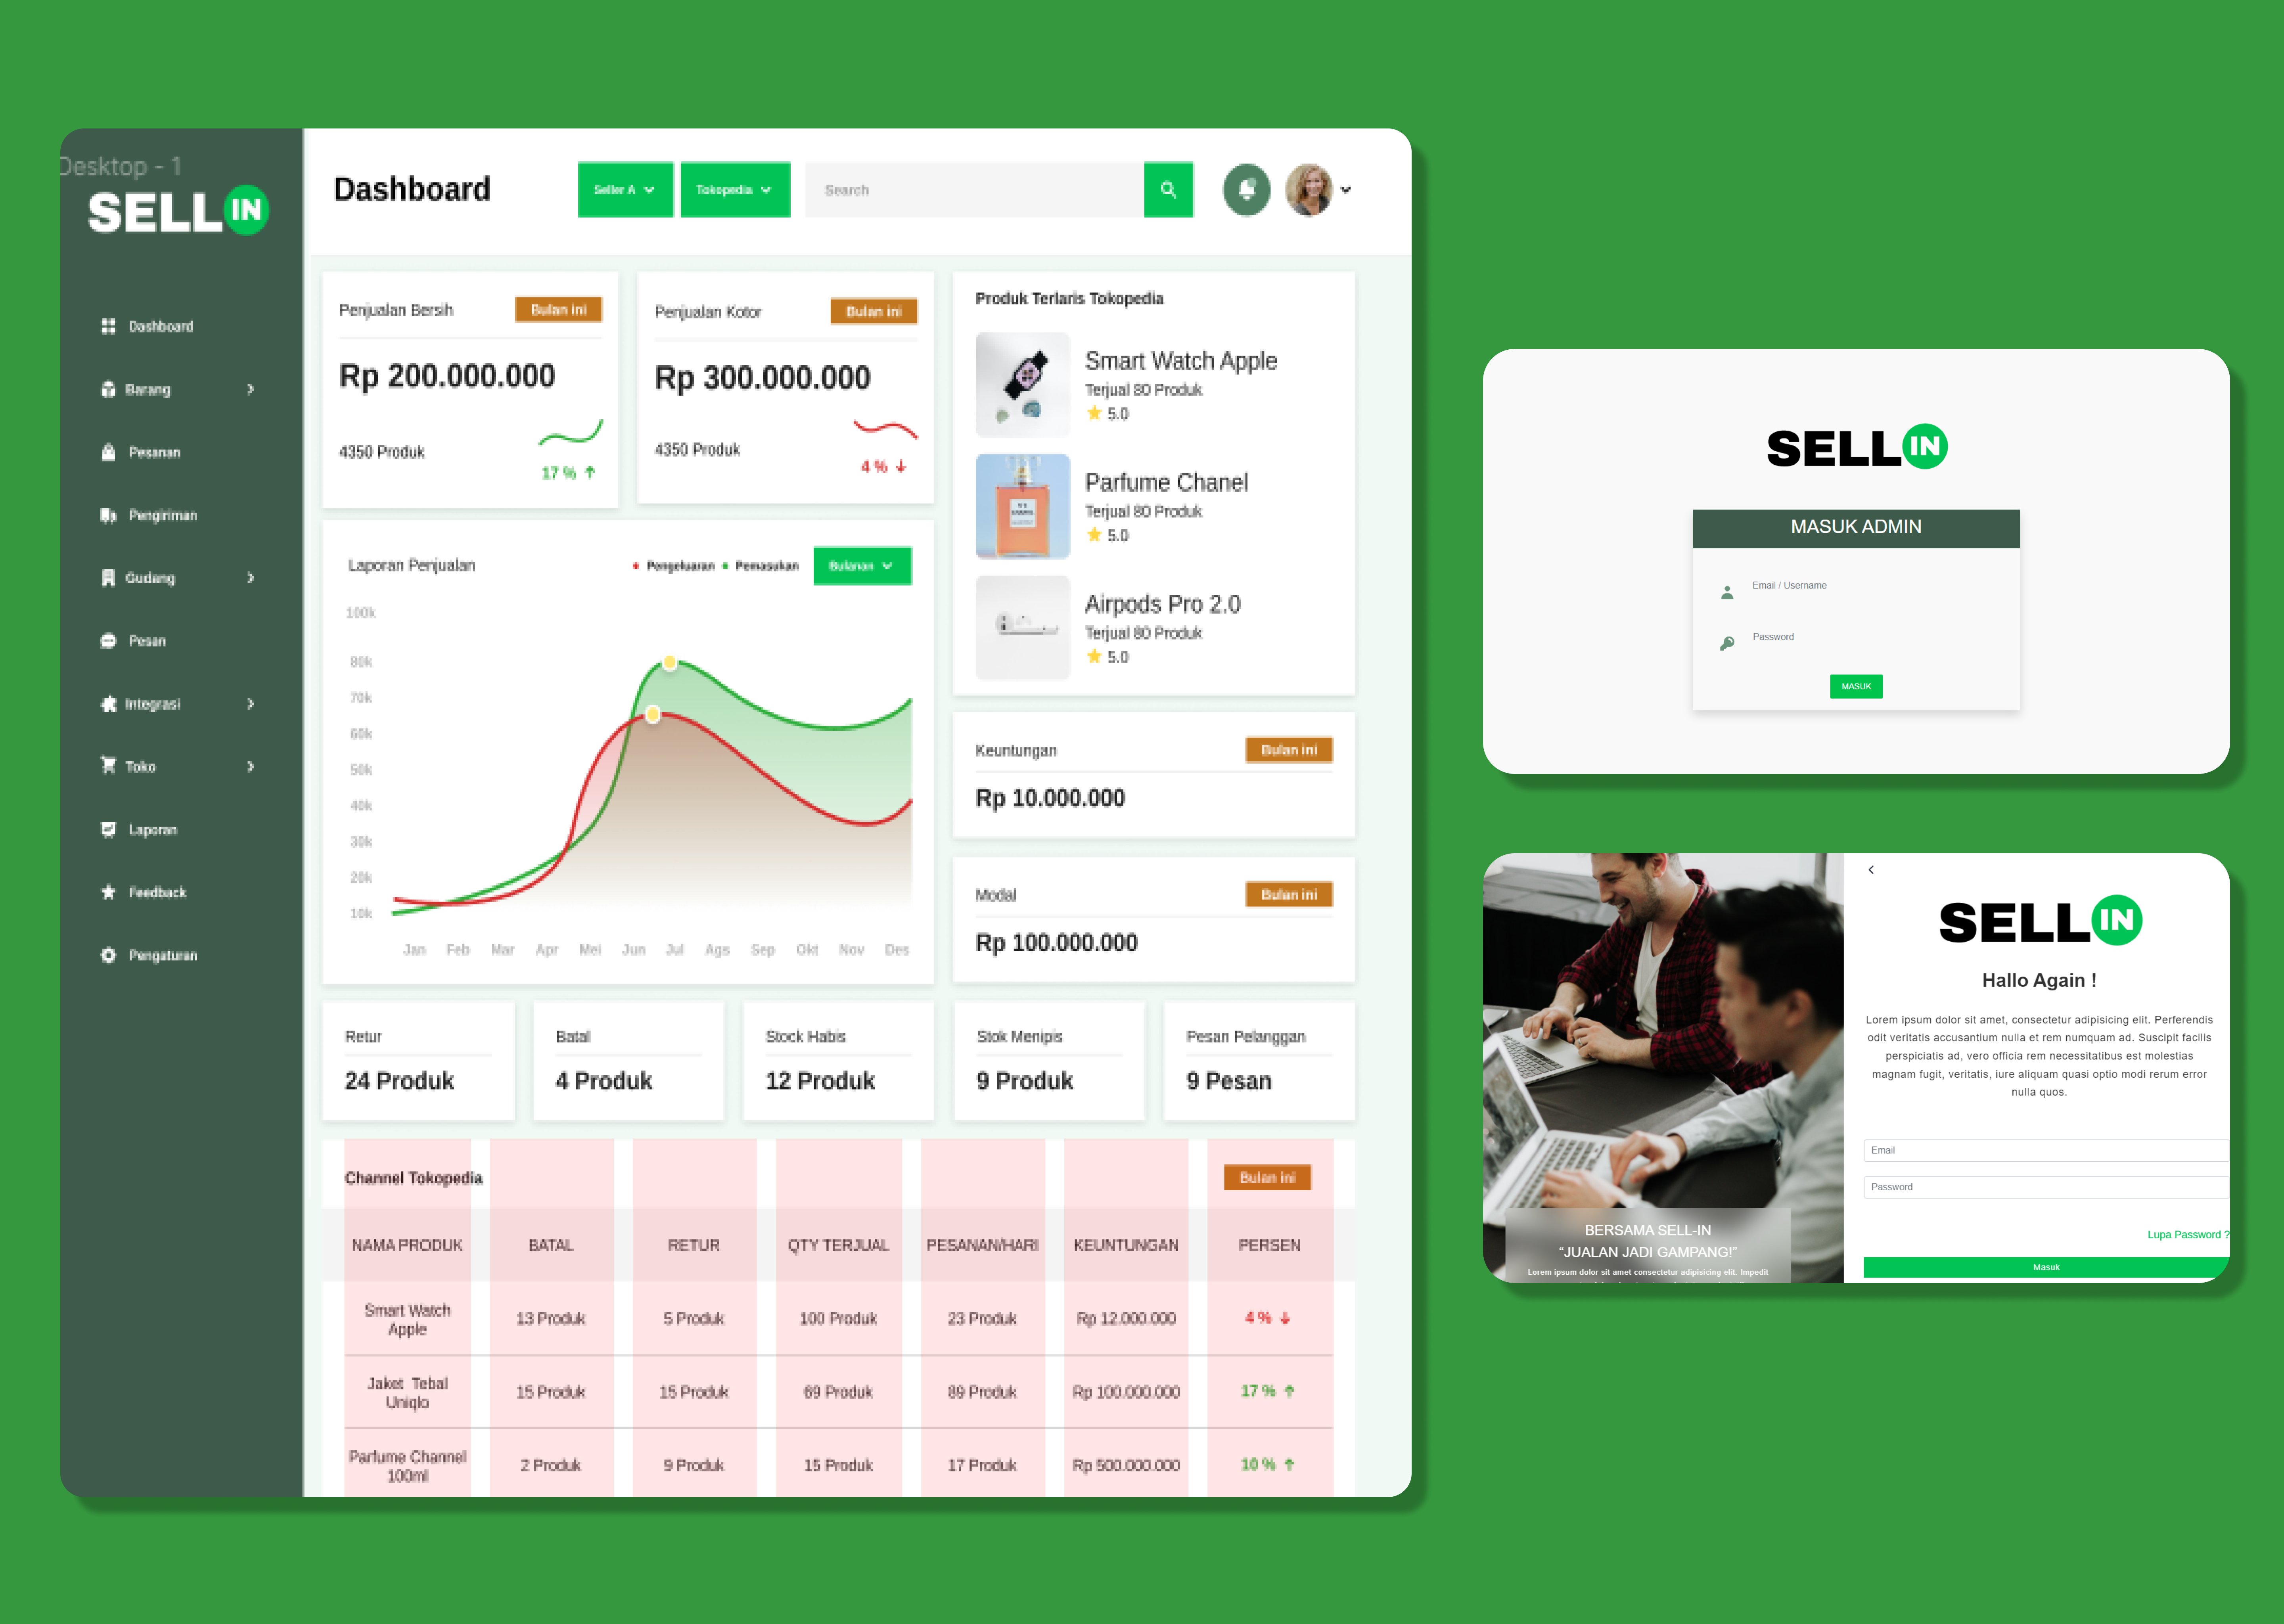 Desktop - 1
SELL IN
Dashboard
Barang
Pesanan
Pengiriman
Gudang
Pesan
Integrasi
Toko
Laporan
Feedback
Pengaturan
Dashboard
Seller A
Tokopedia
Search
Penjualan Bersih
Bulan ini
Rp 200.000.000
4350 Produk
17 %
Penjualan Kotor
Bulan ini
Rp 300.000.000
4350 Produk
4 %
Produk Terlaris Tokopedia
Smart Watch Apple
Terjual 80 Produk
5.0
Parfume Chanel
Terjual 80 Produk
5.0
Airpods Pro 2.0
Terjual 80 Produk
5.0
Laporan Penjualan
Pengeluaran
Pemasukan
Bulanan
100k
80k
70k
60k
50k
40k
30k
20k
10k
Jan Feb Mar Apr Mei Jun Jul Ags Sep Okt Nov Des
Keuntungan
Bulan ini
Rp 10.000.000
Modal
Bulan ini
Rp 100.000.000
Retur
24 Produk
Batal
4 Produk
Stock Habis
12 Produk
Stok Menipis
9 Produk
Pesan Pelanggan
9 Pesan
Channel Tokopedia
Bulan ini
NAMA PRODUK BATAL RETUR QTY TERJUAL PESANAN/HARI KEUNTUNGAN PERSEN
Smart Watch
Apple
13 Produk 5 Produk 100 Produk 23 Produk Rp 12.000.000 4 %
Jaket Tebal
Uniqlo
15 Produk 15 Produk 69 Produk 89 Produk Rp 100.000.000 17 %
Parfume Channel
100ml
2 Produk 9 Produk 15 Produk 17 Produk Rp 500.000.000 10 %
SELL IN
MASUK ADMIN
Email / Username
Password
MASUK
BERSAMA SELL-IN
“JUALAN JADI GAMPANG!”
Lorem ipsum dolor sit amet consectetur adipisicing elit. Impedit
SELL IN
Hallo Again !
Lorem ipsum dolor sit amet, consectetur adipisicing elit. Perferendis
odit veritatis accusantium nulla et rem numquam ad. Suscipit facilis
perspiciatis ad, vero officia rem necessitatibus est molestias
magnam fugit, veritatis, iure aliquam quasi optio modi rerum error
nulla quos.
Email
Password
Lupa Password ?
Masuk